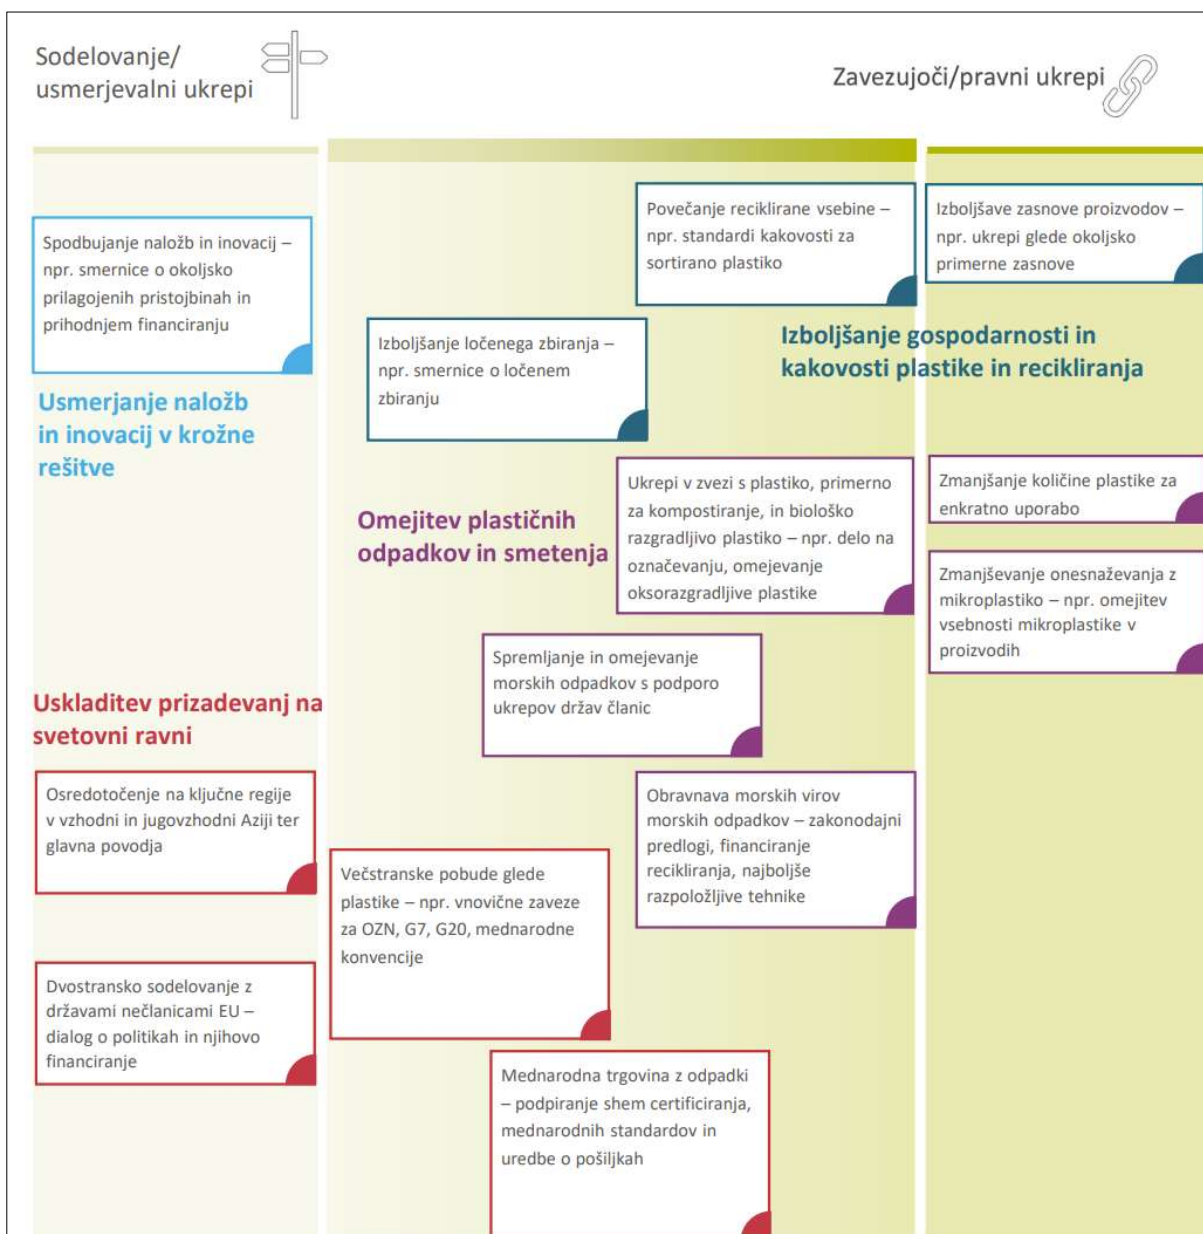 Sodelovanje/
usmerjevalni ukrepi
Zavezujoči/pravni ukrepi
Povečanje reciklirane vsebine –
npr. standardi kakovosti za
sortirano plastiko
Izboljšave zasnove proizvodov –
npr. ukrepi glede okoljsko
primerne zasnove
Spodbujanje naložb in inovacij –
npr. smernice o okoljsko
prilagojenih pristojbinah in
prihodnjem financiranju
Izboljšanje ločenega zbiranja –
npr. smernice o ločenem
zbiranju
Izboljšanje gospodarnosti in
kakovosti plastike in recikliranja
Usmerjanje naložb
in inovacij v krožne
rešitve
Ukrepi v zvezi s plastiko, primerno
za kompostiranje, in biološko
razgradljivo plastiko – npr. delo na
označevanju, omejevanje
oksorazgradljive plastike
Zmanjšanje količine plastike za
enkratno uporabo
Omejitev plastičnih
odpadkov in smetenja
Zmanjševanje onesnaževanja z
mikroplastiko – npr. omejitev
vsebnosti mikroplastike v
proizvodih
Spremljanje in omejevanje
morskih odpadkov s podporo
ukrepov držav članic
Uskladitev prizadevanj na
svetovni ravni
Osredotočenje na ključne regije
v vzhodni in jugovzhodni Aziji ter
glavna povodja
Obravnava morskih virov
morskih odpadkov – zakonodajni
predlogi, financiranje
recikliranja, najboljše
razpoložljive tehnike
Večstranske pobude glede
plastike – npr. vnovične zaveze
za OZN, G7, G20, mednarodne
konvencije
Dvostransko sodelovanje z
državami nečlanicami EU –
dialog o politikah in njihovo
financiranje
Mednarodna trgovina z odpadki
– podpiranje shem certificiranja,
mednarodnih standardov in
uredbe o pošiljkah